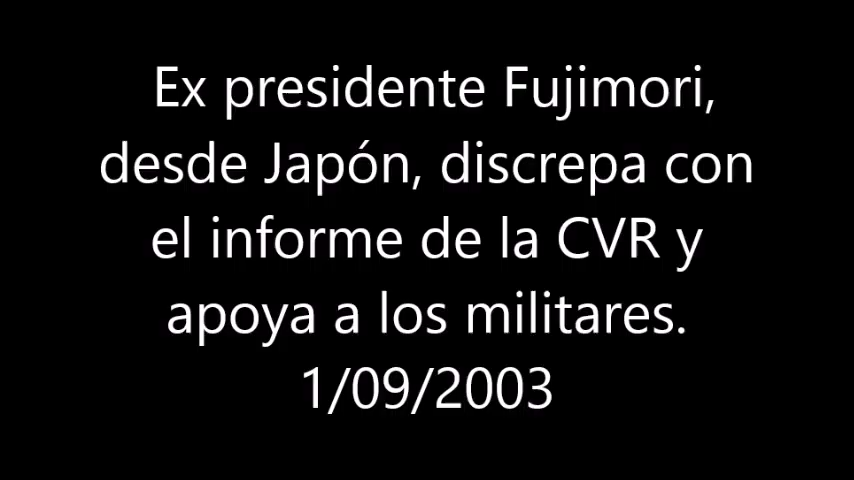 Ex presidente Fujimori,
desde Japón, discrepa con
el informe de la CVR y
apoya a los militares.
1/09/2003